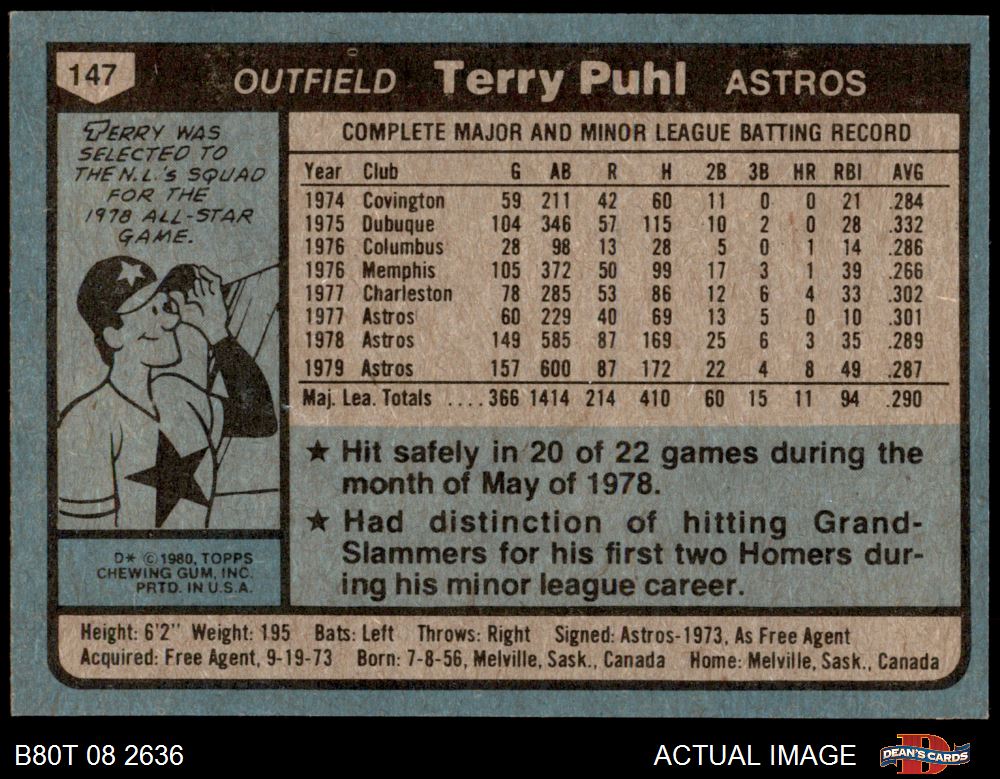 147
OUTFIELD Terry Puhl ASTROS
TERRY WAS
SELECTED TO
THE N.L.'s SQUAD
FOR THE
1978 ALL-STAR
GAME.
D* © 1980, TOPPS
CHEWING GUM, INC.
PRTD. IN U.S.A.
COMPLETE MAJOR AND MINOR LEAGUE BATTING RECORD
Year Club G AB R H 2B 3B HR RBI AVG
1974 Covington 59 211 42 60 11 0 0 21 .284
1975 Dubuque 104 346 57 115 10 2 0 28 .332
1976 Columbus 28 98 13 28 5 0 1 14 .286
1976 Memphis 105 372 50 99 17 3 1 39 .266
1977 Charleston 78 285 53 86 12 6 4 33 .302
1977 Astros 60 229 40 69 13 5 0 10 .301
1978 Astros 149 585 87 169 25 6 3 35 .289
1979 Astros 157 600 87 172 22 4 8 49 .287
Maj. Lea. Totals .... 366 1414 214 410 60 15 11 94 .290
★ Hit safely in 20 of 22 games during the
month of May of 1978.
★ Had distinction of hitting Grand-
Slammers for his first two Homers dur-
ing his minor league career.
Height: 6'2" Weight: 195 Bats: Left Throws: Right Signed: Astros-1973, As Free Agent
Acquired: Free Agent, 9-19-73 Born: 7-8-56, Melville, Sask., Canada Home: Melville, Sask., Canada
B80T 08 2636
ACTUAL IMAGE
DEAN'S CARDS